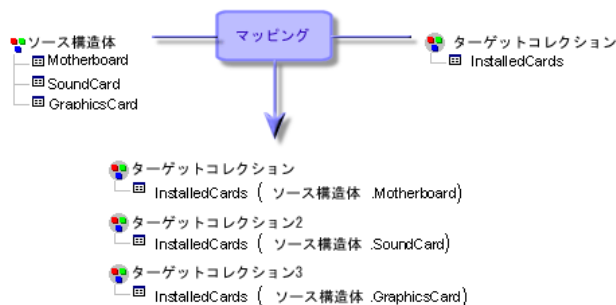 マッピング
ソース構造体
Motherboard
SoundCard
GraphicsCard
ターゲットコレクション
InstalledCards
ターゲットコレクション
InstalledCards ( ソース構造体 .Motherboard)
ターゲットコレクション2
InstalledCards ( ソース構造体 .SoundCard)
ターゲットコレクション3
InstalledCards ( ソース構造体 .GraphicsCard)